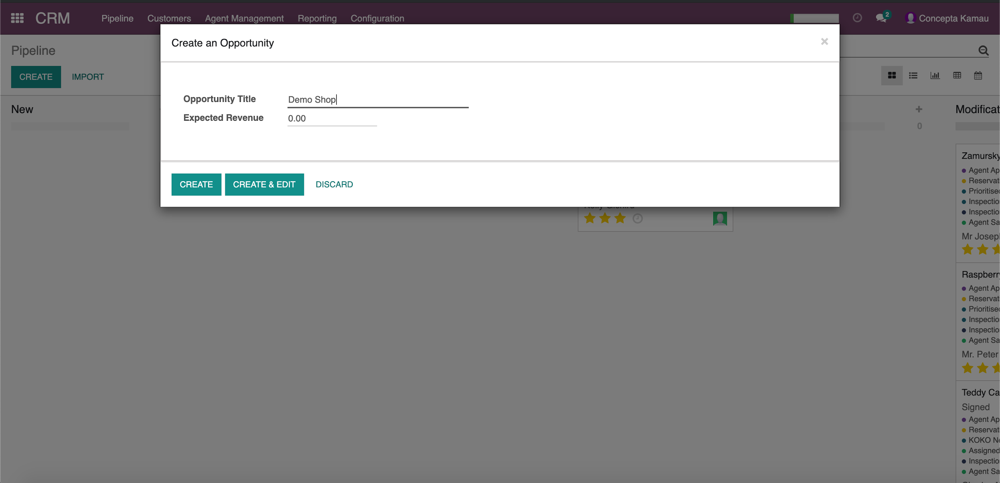 CRM Pipeline Customers Agent Management Reporting Configuration 2 Concepta Kamau
Create an Opportunity ×
Pipeline
CREATE IMPORT
Opportunity Title Demo Shop
Expected Revenue 0.00
New
Modificat
0
CREATE CREATE & EDIT DISCARD
Zamursky
Agent Ap
Reservati
Prioritised
Inspectio
Inspectio
Agent Sa
Mr Joseph
Raspberry
Agent Ap
Reservati
Prioritised
Inspectio
Inspectio
Agent Sa
Mr. Peter
Teddy Ca
Signed
Agent Ap
Reservati
KOKO Ne
Assigned
Inspectio
Agent Sa